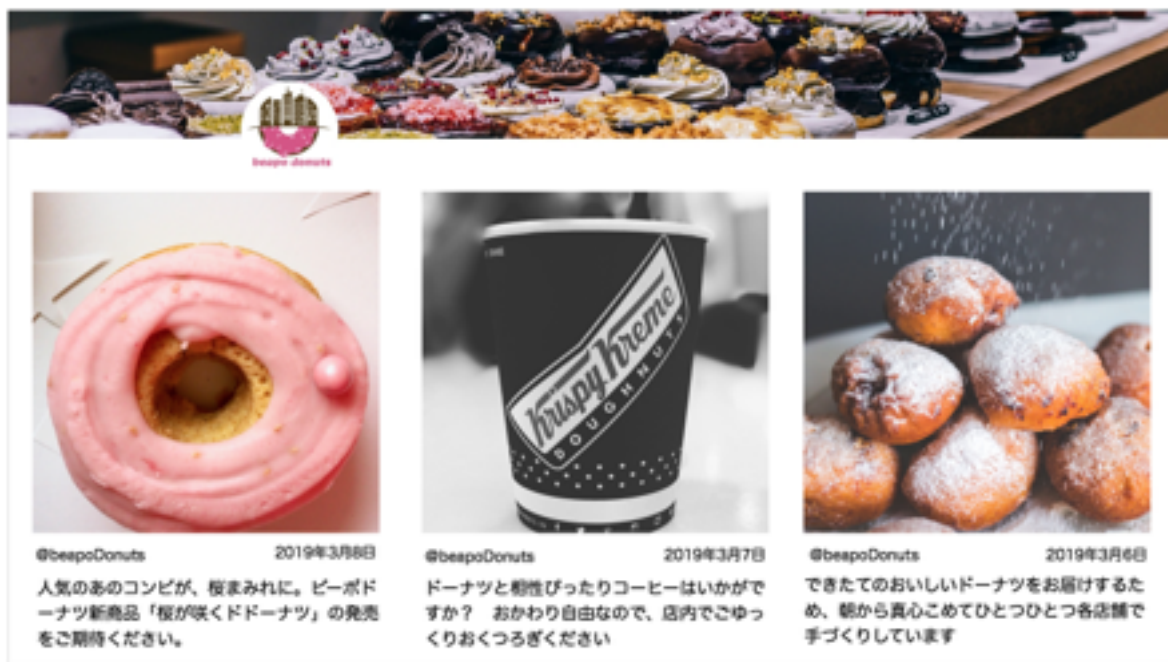 beapo donuts
Krispy Kreme
DOUGHNUTS
@beapoDonuts 2019年3月8日
人気のあのコンビが、桜まみれに。ビーポド
ーナツ新商品「桜が咲くドドーナツ」の発売
をご期待ください。
@beapoDonuts 2019年3月7日
ドーナツと相性ぴったりコーヒーはいかがで
すか？　おかわり自由なので、店内でごゆっ
くりおくつろぎください
@beapoDonuts 2019年3月6日
できたてのおいしいドーナツをお届けするた
め、朝から真心こめてひとつひとつ各店舗で
手づくりしています